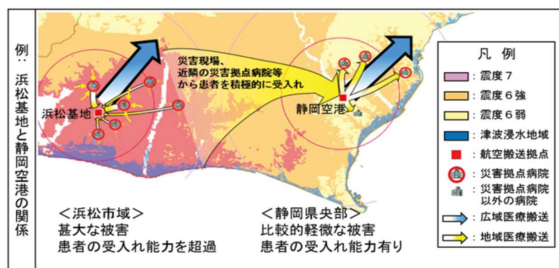 例：浜松基地と静岡空港の関係
災害現場、
近隣の災害拠点病院等
から患者を積極的に受入れ
浜松基地
静岡空港
＜浜松市域＞
甚大な被害
患者の受入れ能力を超過
＜静岡県央部＞
比較的軽微な被害
患者の受入れ能力有り
凡 例
：震度７
：震度６強
：震度６弱
：津波浸水地域
：航空搬送拠点
：災害拠点病院
：災害拠点病院
以外の病院
：広域医療搬送
：地域医療搬送